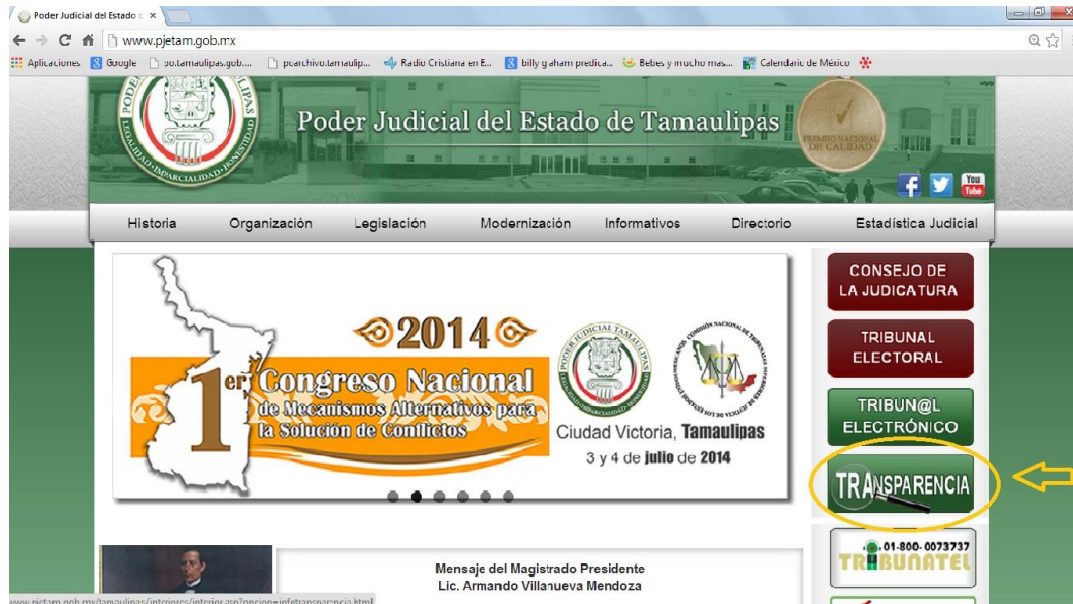 Poder Judicial del Estado c
www.pjetam.gob.mx
Aplicaciones Google po.tamaulipas.gob.... pcarchivo.tamaulip... Radio Cristiana en E... billy graham predica... Bebes y mucho mas... Calendario de México
Poder Judicial del Estado de Tamaulipas
PREMIO NACIONAL
DE CALIDAD
LEGALIDAD IMPARCIALIDAD HONESTIDAD
You
Tube
Historia Organización Legislación Modernización Informativos Directorio Estadística Judicial
2014
1er Congreso Nacional
de Mecanismos Alternativos para
la Solución de Conflictos
Ciudad Victoria, Tamaulipas
3 y 4 de julio de 2014
CONSEJO DE
LA JUDICATURA
TRIBUNAL
ELECTORAL
TRIBUN@L
ELECTRÓNICO
TRANSPARENCIA
01-800-0073737
TRIBUNATEL
Mensaje del Magistrado Presidente
Lic. Armando Villanueva Mendoza
www.pjetam.gob.mx/tamaulipas/interiores/interior.asp?opcion=infotransparencia.html